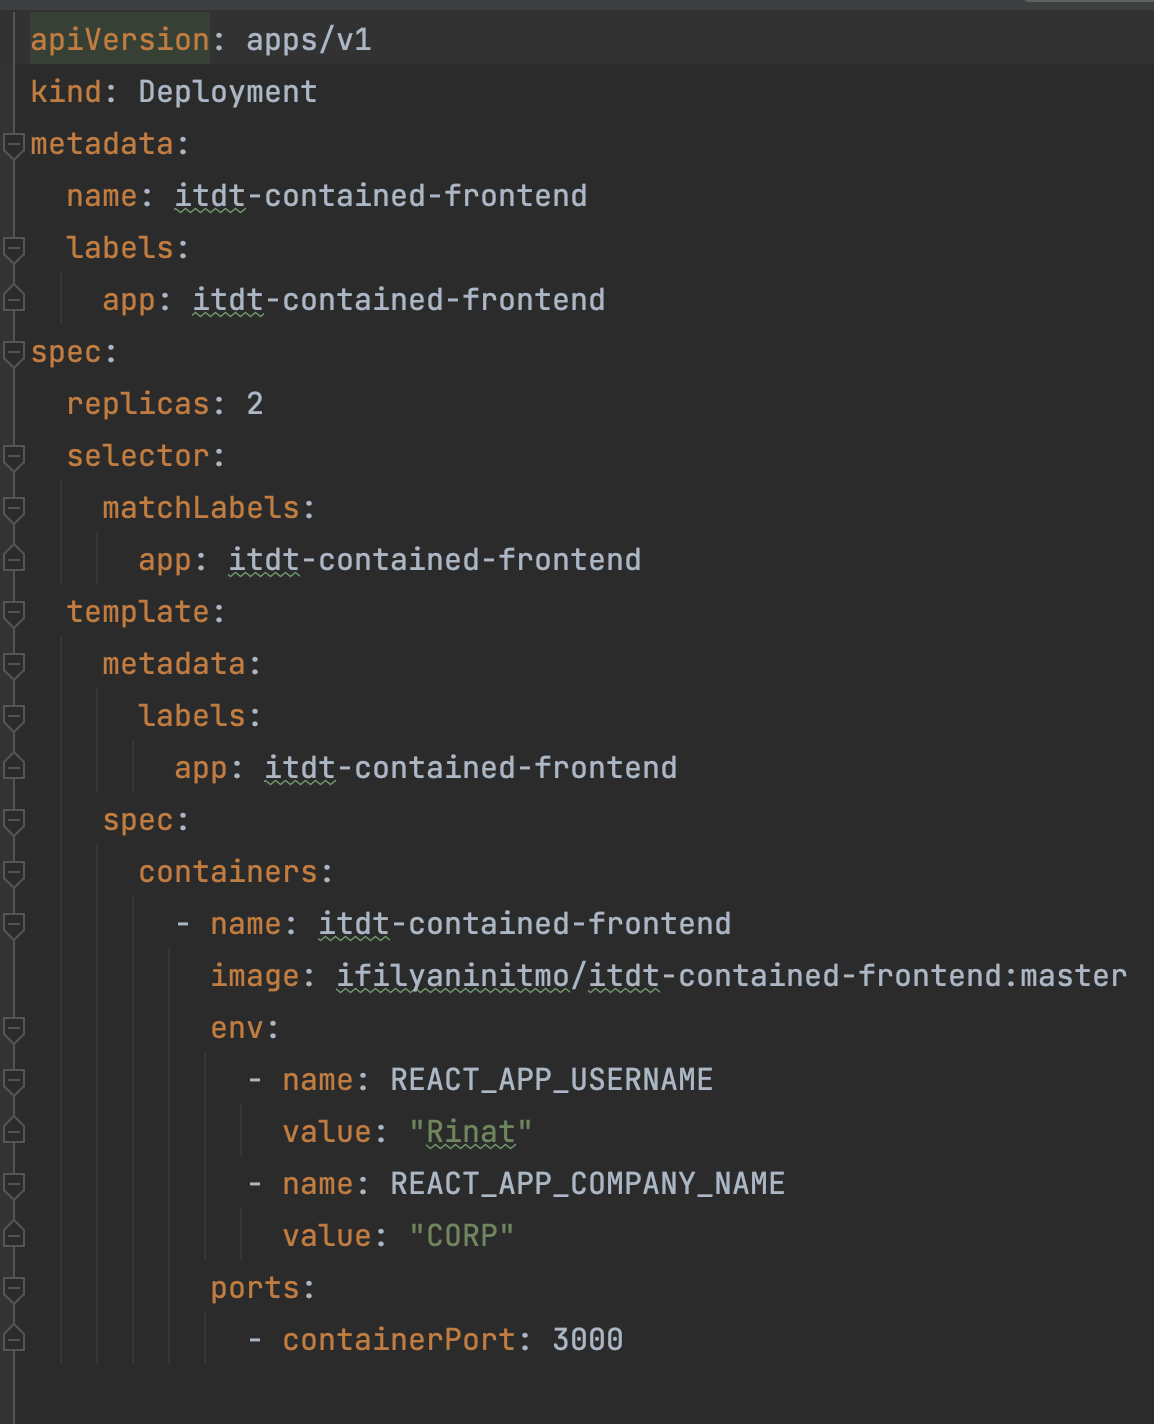 apiVersion: apps/v1
kind: Deployment
metadata:
  name: itdt-contained-frontend
  labels:
    app: itdt-contained-frontend
spec:
  replicas: 2
  selector:
    matchLabels:
      app: itdt-contained-frontend
  template:
    metadata:
      labels:
        app: itdt-contained-frontend
    spec:
      containers:
        - name: itdt-contained-frontend
          image: ifilyaninitmo/itdt-contained-frontend:master
          env:
            - name: REACT_APP_USERNAME
              value: "Rinat"
            - name: REACT_APP_COMPANY_NAME
              value: "CORP"
          ports:
            - containerPort: 3000